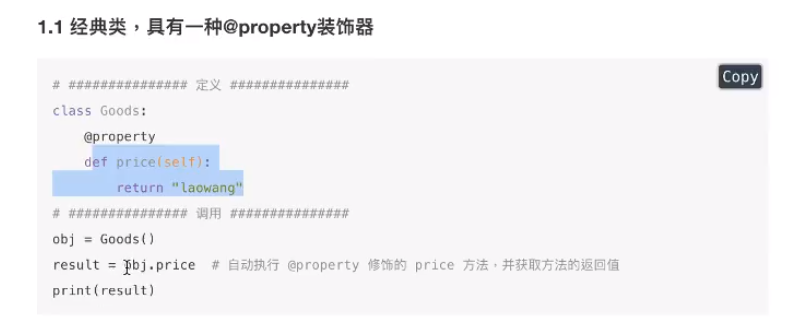 1.1 经典类，具有一种@property装饰器
Copy
# ############### 定义 ###############
class Goods:
    @property
    def price(self):
        return "laowang"
# ############### 调用 ###############
obj = Goods()
result = obj.price  # 自动执行 @property 修饰的 price 方法，并获取方法的返回值
print(result)